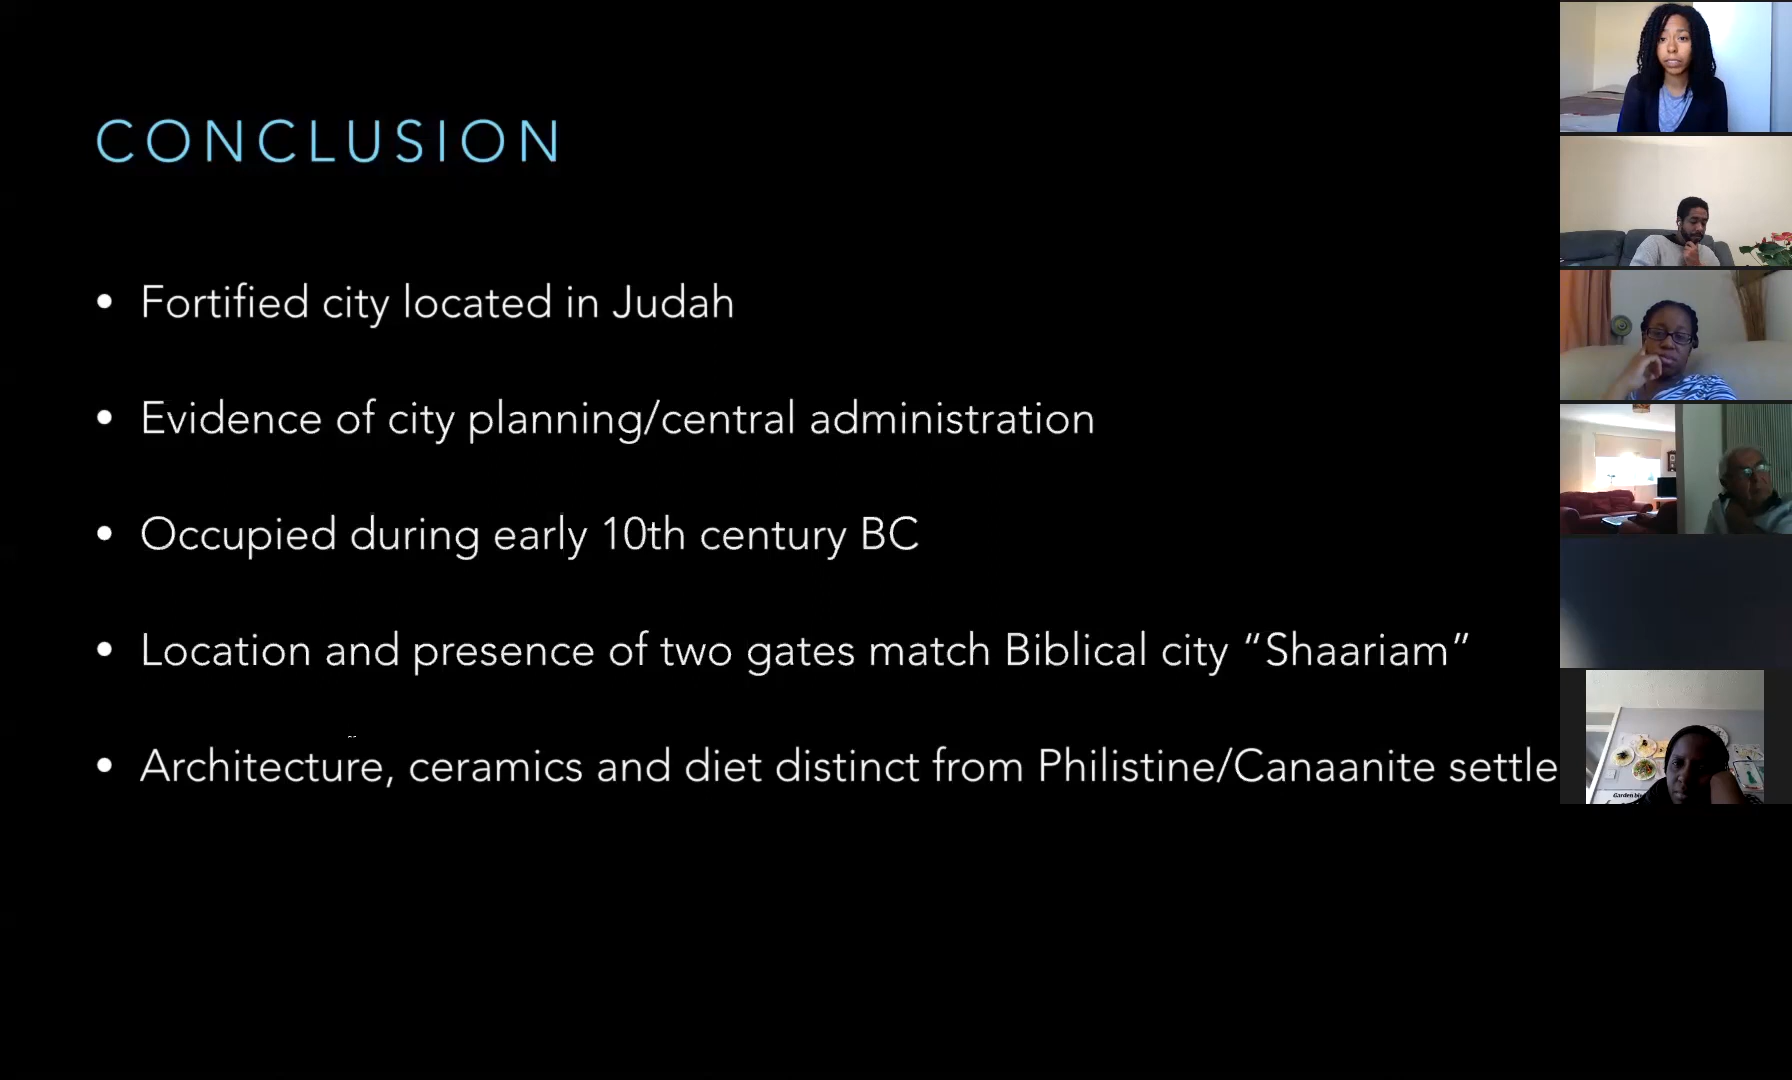 CONCLUSION
• Fortified city located in Judah
• Evidence of city planning/central administration
• Occupied during early 10th century BC
• Location and presence of two gates match Biblical city “Shaariam”
• Architecture, ceramics and diet distinct from Philistine/Canaanite settle
Garden